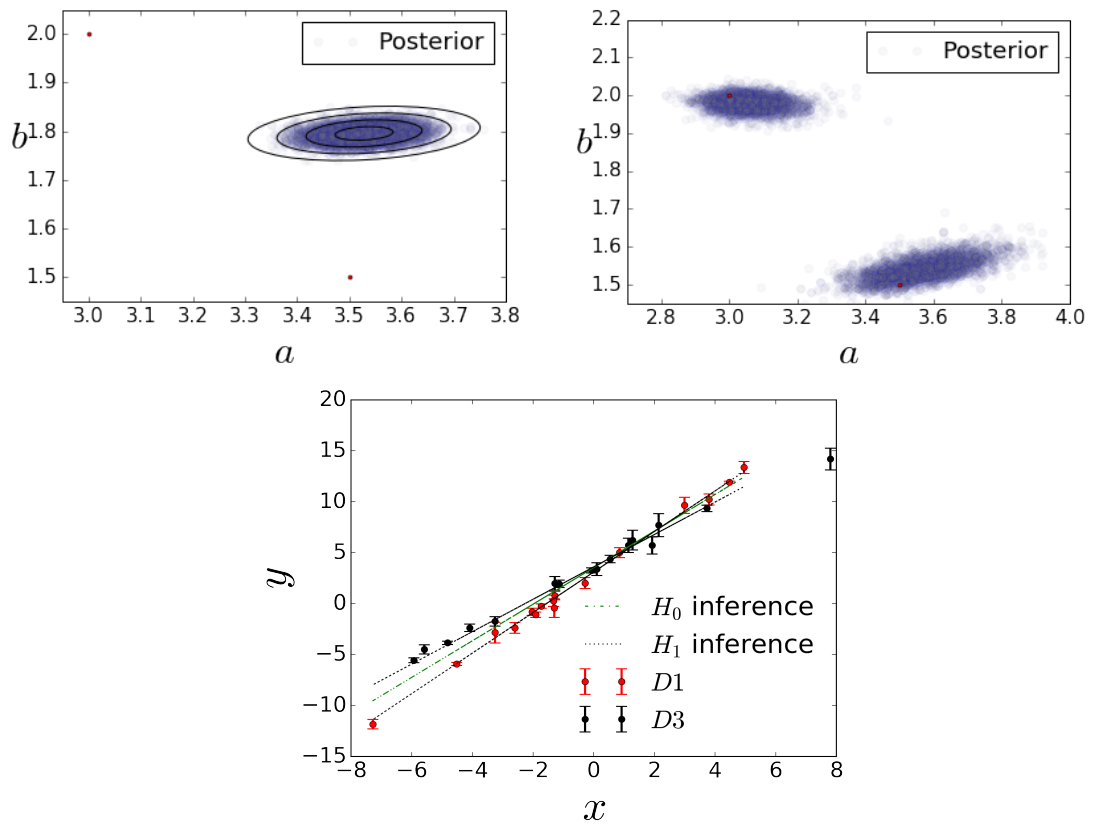 2.0
1.9
1.8
1.7
1.6
1.5
b
Posterior
3.0 3.1 3.2 3.3 3.4 3.5 3.6 3.7 3.8
a
2.2
2.1
2.0
1.9
1.8
1.7
1.6
1.5
b
Posterior
2.8 3.0 3.2 3.4 3.6 3.8 4.0
a
20
15
10
5
0
−5
−10
−15
y
H₀ inference
H₁ inference
D1
D3
−8 −6 −4 −2 0 2 4 6 8
x